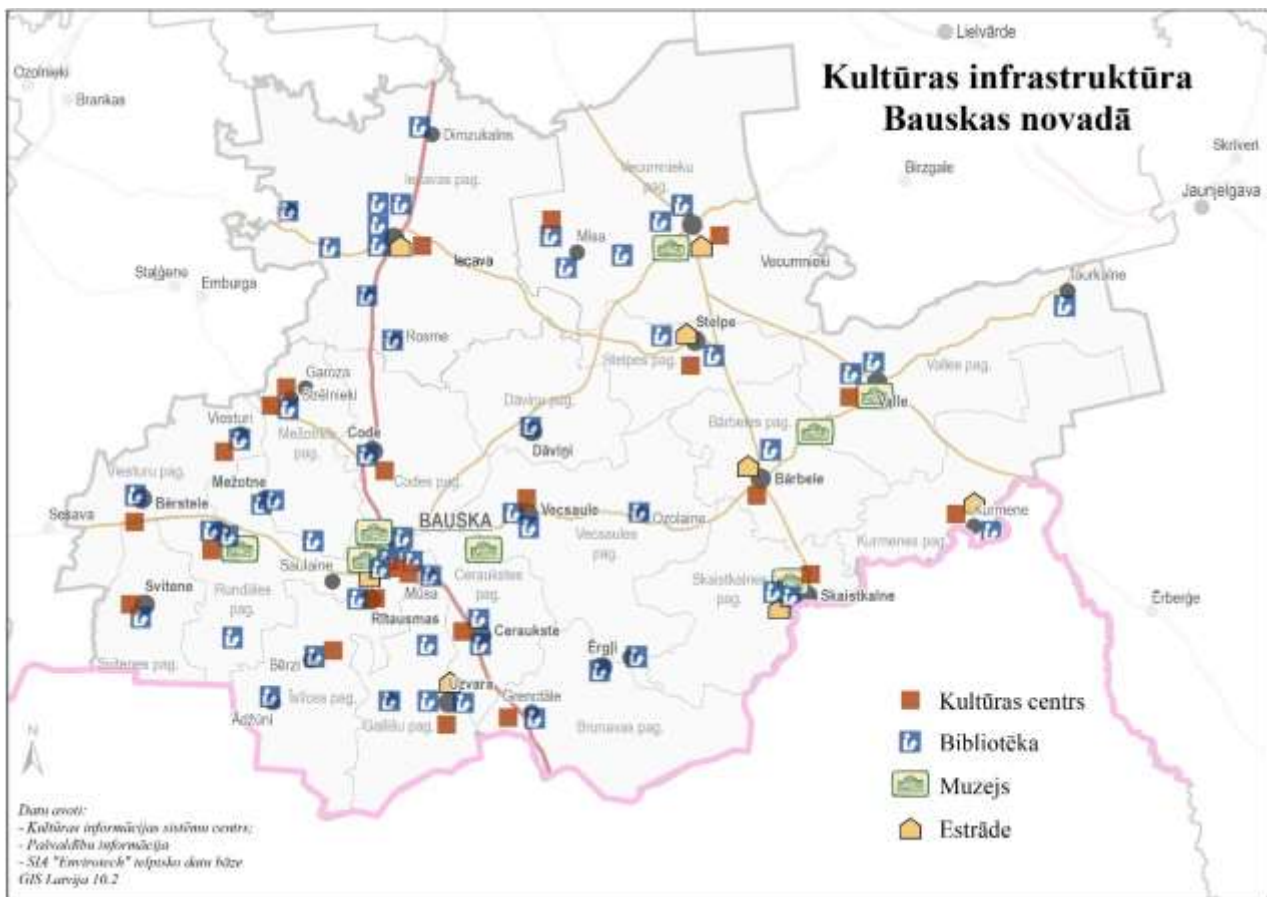 Lielvārde
Kultūras infrastruktūra
Bauskas novadā
Ozolnieki
Brankas
Skrīveri
Birzgale
Jaunjelgava
Dimzukalns
Iecavas pag.
Vecumnieku
pag.
Misa
Vecumnieki
Iecava
Staļģene
Emburga
Taurkalne
Rosme
Stelpe
Stelpes pag.
Valles pag.
Valle
Garoza
Strēlnieki
Viesturi
Mežotnes
pag.
Code
Codes pag.
Dāviņu pag.
Dāviņi
Bārbeles pag.
Bārbele
Viesturu pag.
Mežotne
Bērstele
Sesava
BAUSKA
Vecsaule
Vecsaules
pag.
Ozolaine
Kurmene
Kurmenes pag.
Saulaine
Rundāles
pag.
Mūsa
Ceraukstes
pag.
Skaistkalnes
pag.
Skaistkalne
Ērberģe
Svitene
Rītausmas
Ceraukste
Svitenes pag.
Bērzi
Ērgļi
Īslīces pag.
Ādžūni
Uzvara
Gailīšu pag.
Grenctāle
Brunavas pag.
N
Kultūras centrs
Bibliotēka
Muzejs
Estrāde
Datu avoti:
- Kultūras informācijas sistēmu centrs;
- Pašvaldību informācija
- SIA "Envirotech" telpisko datu bāze
GIS Latvija 10.2